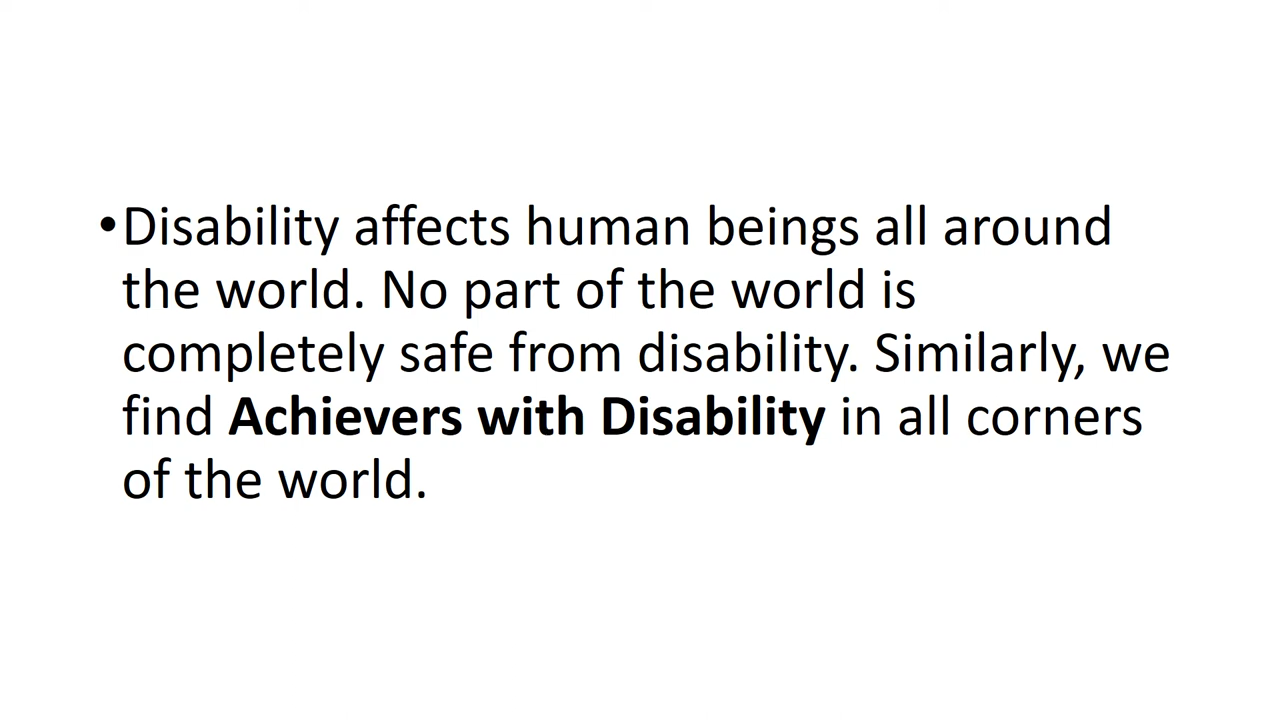 •Disability affects human beings all around
the world. No part of the world is
completely safe from disability. Similarly, we
find Achievers with Disability in all corners
of the world.